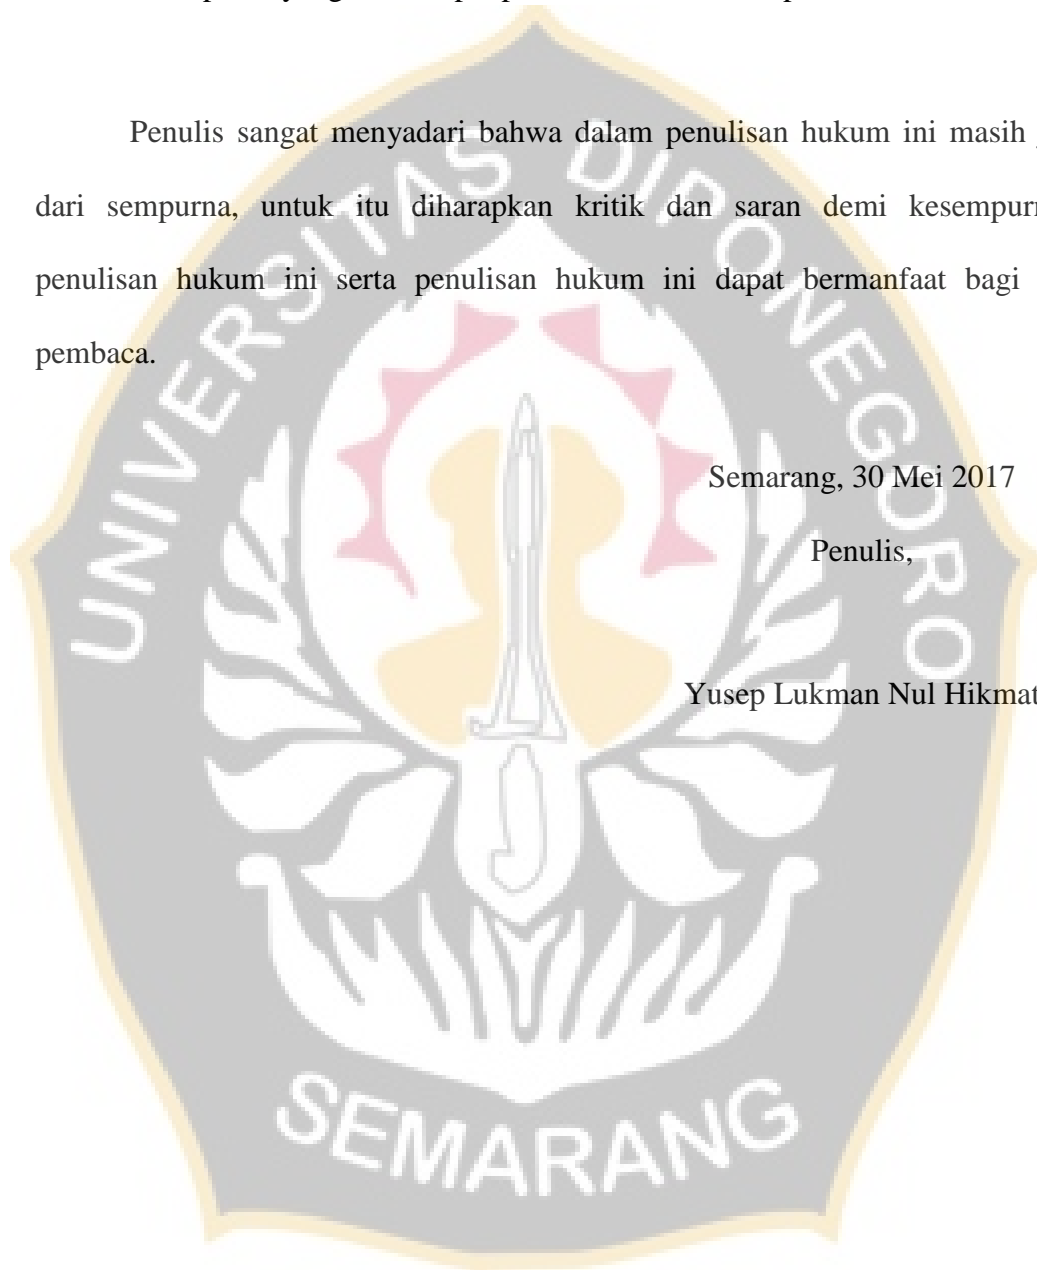 Penulis sangat menyadari bahwa dalam penulisan hukum ini masih
dari sempurna, untuk itu diharapkan kritik dan saran demi
penulisan hukum ini serta penulisan hukum ini dapat bermanfaat bagi
pembaca.
Semarang, 30 Mei 2017
Penulis,
Yusep Lukman Nul Hikmat
UNIVERSITAS DIPONEGORO
SEMARANG